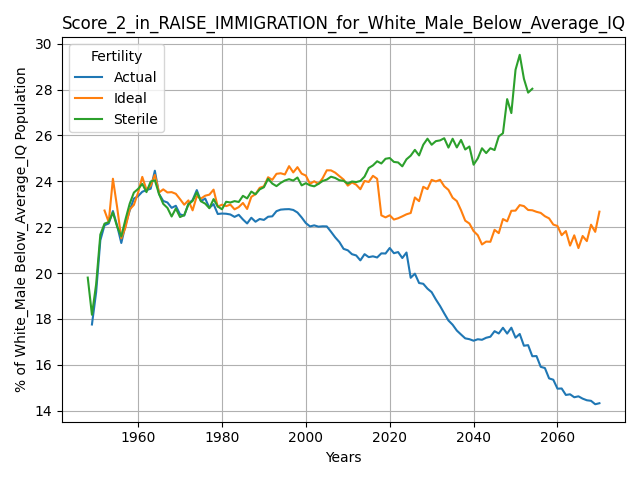 Score_2_in_RAISE_IMMIGRATION_for_White_Male_Below_Average_IQ
% of White_Male Below_Average_IQ Population
30
28
26
24
22
20
18
16
14
Fertility
Actual
Ideal
Sterile
1960 1980 2000 2020 2040 2060
Years